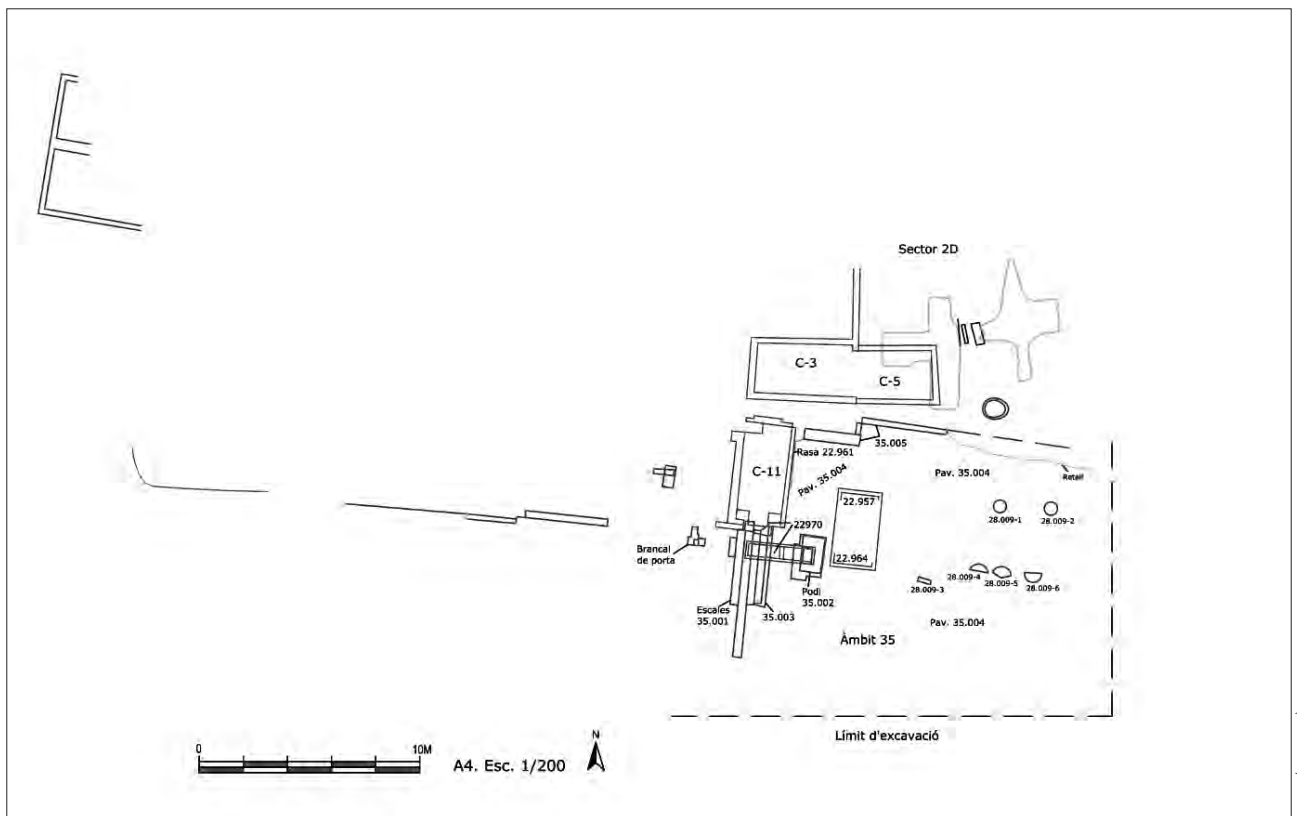 Sector 2D
C-3
C-5
35.005
Rasa 22.961
C-11
Pav. 35.004
Pav. 35.004
Retall
22.957
28.009-1
28.009-2
22970
Brancal
de porta
22.964
28.009-3
28.009-4
28.009-5
28.009-6
Escales
35.001
35.003
Podi
35.002
Pav. 35.004
Àmbit 35
Límit d'excavació
0
10M
A4. Esc. 1/200
N